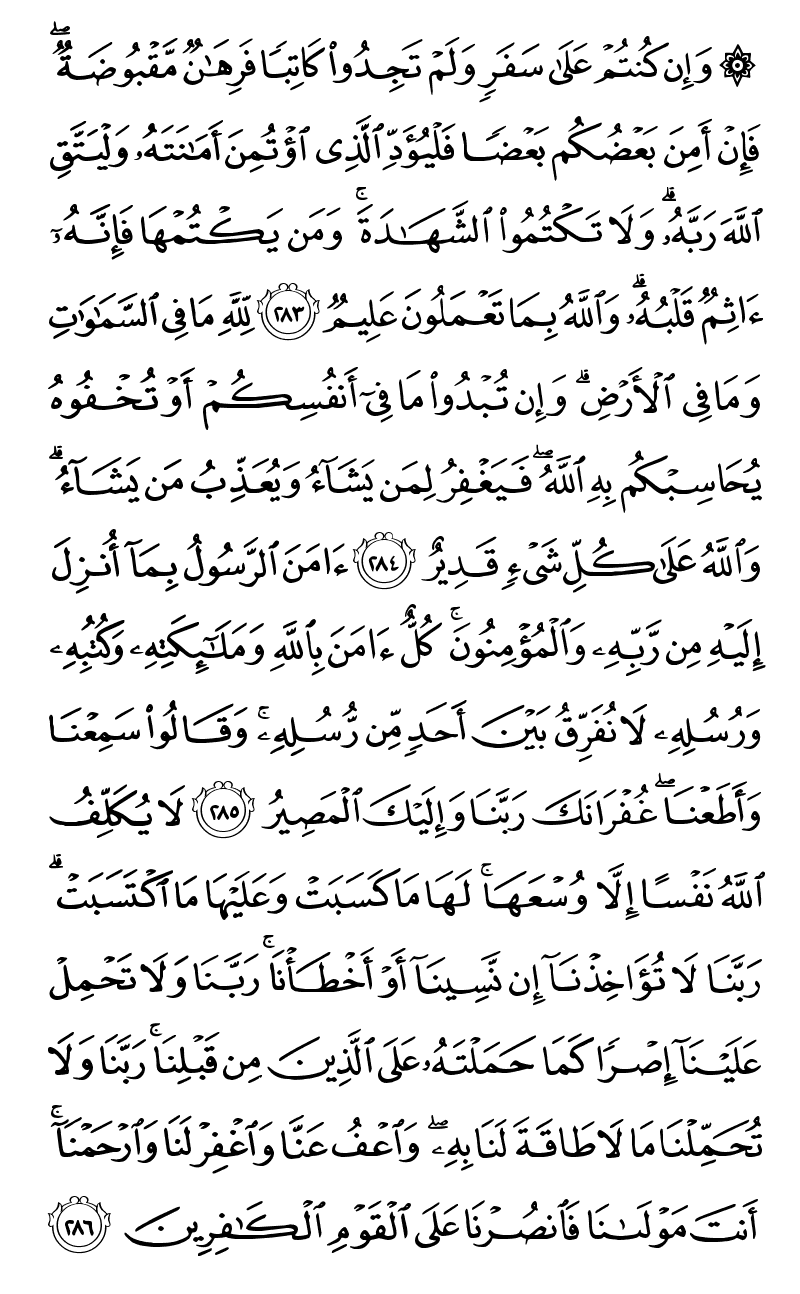 ۞ وَإِن كُنتُمْ عَلَىٰ سَفَرٍ وَلَمْ تَجِدُوا۟ كَاتِبًا فَرِهَـٰنٌ مَّقْبُوضَةٌ ۖ
فَإِنْ أَمِنَ بَعْضُكُم بَعْضًا فَلْيُؤَدِّ ٱلَّذِى ٱؤْتُمِنَ أَمَـٰنَتَهُۥ وَلْيَتَّقِ
ٱللَّهَ رَبَّهُۥ ۗ وَلَا تَكْتُمُوا۟ ٱلشَّهَـٰدَةَ ۚ وَمَن يَكْتُمْهَا فَإِنَّهُۥٓ
ءَاثِمٌ قَلْبُهُۥ ۗ وَٱللَّهُ بِمَا تَعْمَلُونَ عَلِيمٌ ٢٨٣ لِّلَّهِ مَا فِى ٱلسَّمَـٰوَٰتِ
وَمَا فِى ٱلْأَرْضِ ۗ وَإِن تُبْدُوا۟ مَا فِىٓ أَنفُسِكُمْ أَوْ تُخْفُوهُ
يُحَاسِبْكُم بِهِ ٱللَّهُ ۖ فَيَغْفِرُ لِمَن يَشَآءُ وَيُعَذِّبُ مَن يَشَآءُ ۗ
وَٱللَّهُ عَلَىٰ كُلِّ شَىْءٍ قَدِيرٌ ٢٨٤ ءَامَنَ ٱلرَّسُولُ بِمَآ أُنزِلَ
إِلَيْهِ مِن رَّبِّهِۦ وَٱلْمُؤْمِنُونَ ۚ كُلٌّ ءَامَنَ بِٱللَّهِ وَمَلَـٰٓئِكَتِهِۦ وَكُتُبِهِۦ
وَرُسُلِهِۦ لَا نُفَرِّقُ بَيْنَ أَحَدٍ مِّن رُّسُلِهِۦ ۚ وَقَالُوا۟ سَمِعْنَا
وَأَطَعْنَا ۖ غُفْرَانَكَ رَبَّنَا وَإِلَيْكَ ٱلْمَصِيرُ ٢٨٥ لَا يُكَلِّفُ
ٱللَّهُ نَفْسًا إِلَّا وُسْعَهَا ۚ لَهَا مَا كَسَبَتْ وَعَلَيْهَا مَا ٱكْتَسَبَتْ ۗ
رَبَّنَا لَا تُؤَاخِذْنَآ إِن نَّسِينَآ أَوْ أَخْطَأْنَا ۚ رَبَّنَا وَلَا تَحْمِلْ
عَلَيْنَآ إِصْرًا كَمَا حَمَلْتَهُۥ عَلَى ٱلَّذِينَ مِن قَبْلِنَا ۚ رَبَّنَا وَلَا
تُحَمِّلْنَا مَا لَا طَاقَةَ لَنَا بِهِۦ ۖ وَٱعْفُ عَنَّا وَٱغْفِرْ لَنَا وَٱرْحَمْنَآ ۚ
أَنتَ مَوْلَىٰنَا فَٱنصُرْنَا عَلَى ٱلْقَوْمِ ٱلْكَـٰفِرِينَ ٢٨٦